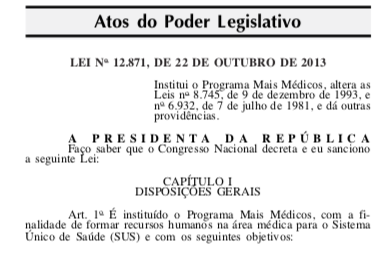 Atos do Poder Legislativo
LEI Nº 12.871, DE 22 DE OUTUBRO DE 2013
Institui o Programa Mais Médicos, altera as
Leis nº 8.745, de 9 de dezembro de 1993, e
nº 6.932, de 7 de julho de 1981, e dá outras
providências.
A PRESIDENTA DA REPÚBLICA
Faço saber que o Congresso Nacional decreta e eu sanciono
a seguinte Lei:
CAPÍTULO I
DISPOSIÇÕES GERAIS
Art. 1º É instituído o Programa Mais Médicos, com a fi-
nalidade de formar recursos humanos na área médica para o Sistema
Único de Saúde (SUS) e com os seguintes objetivos: